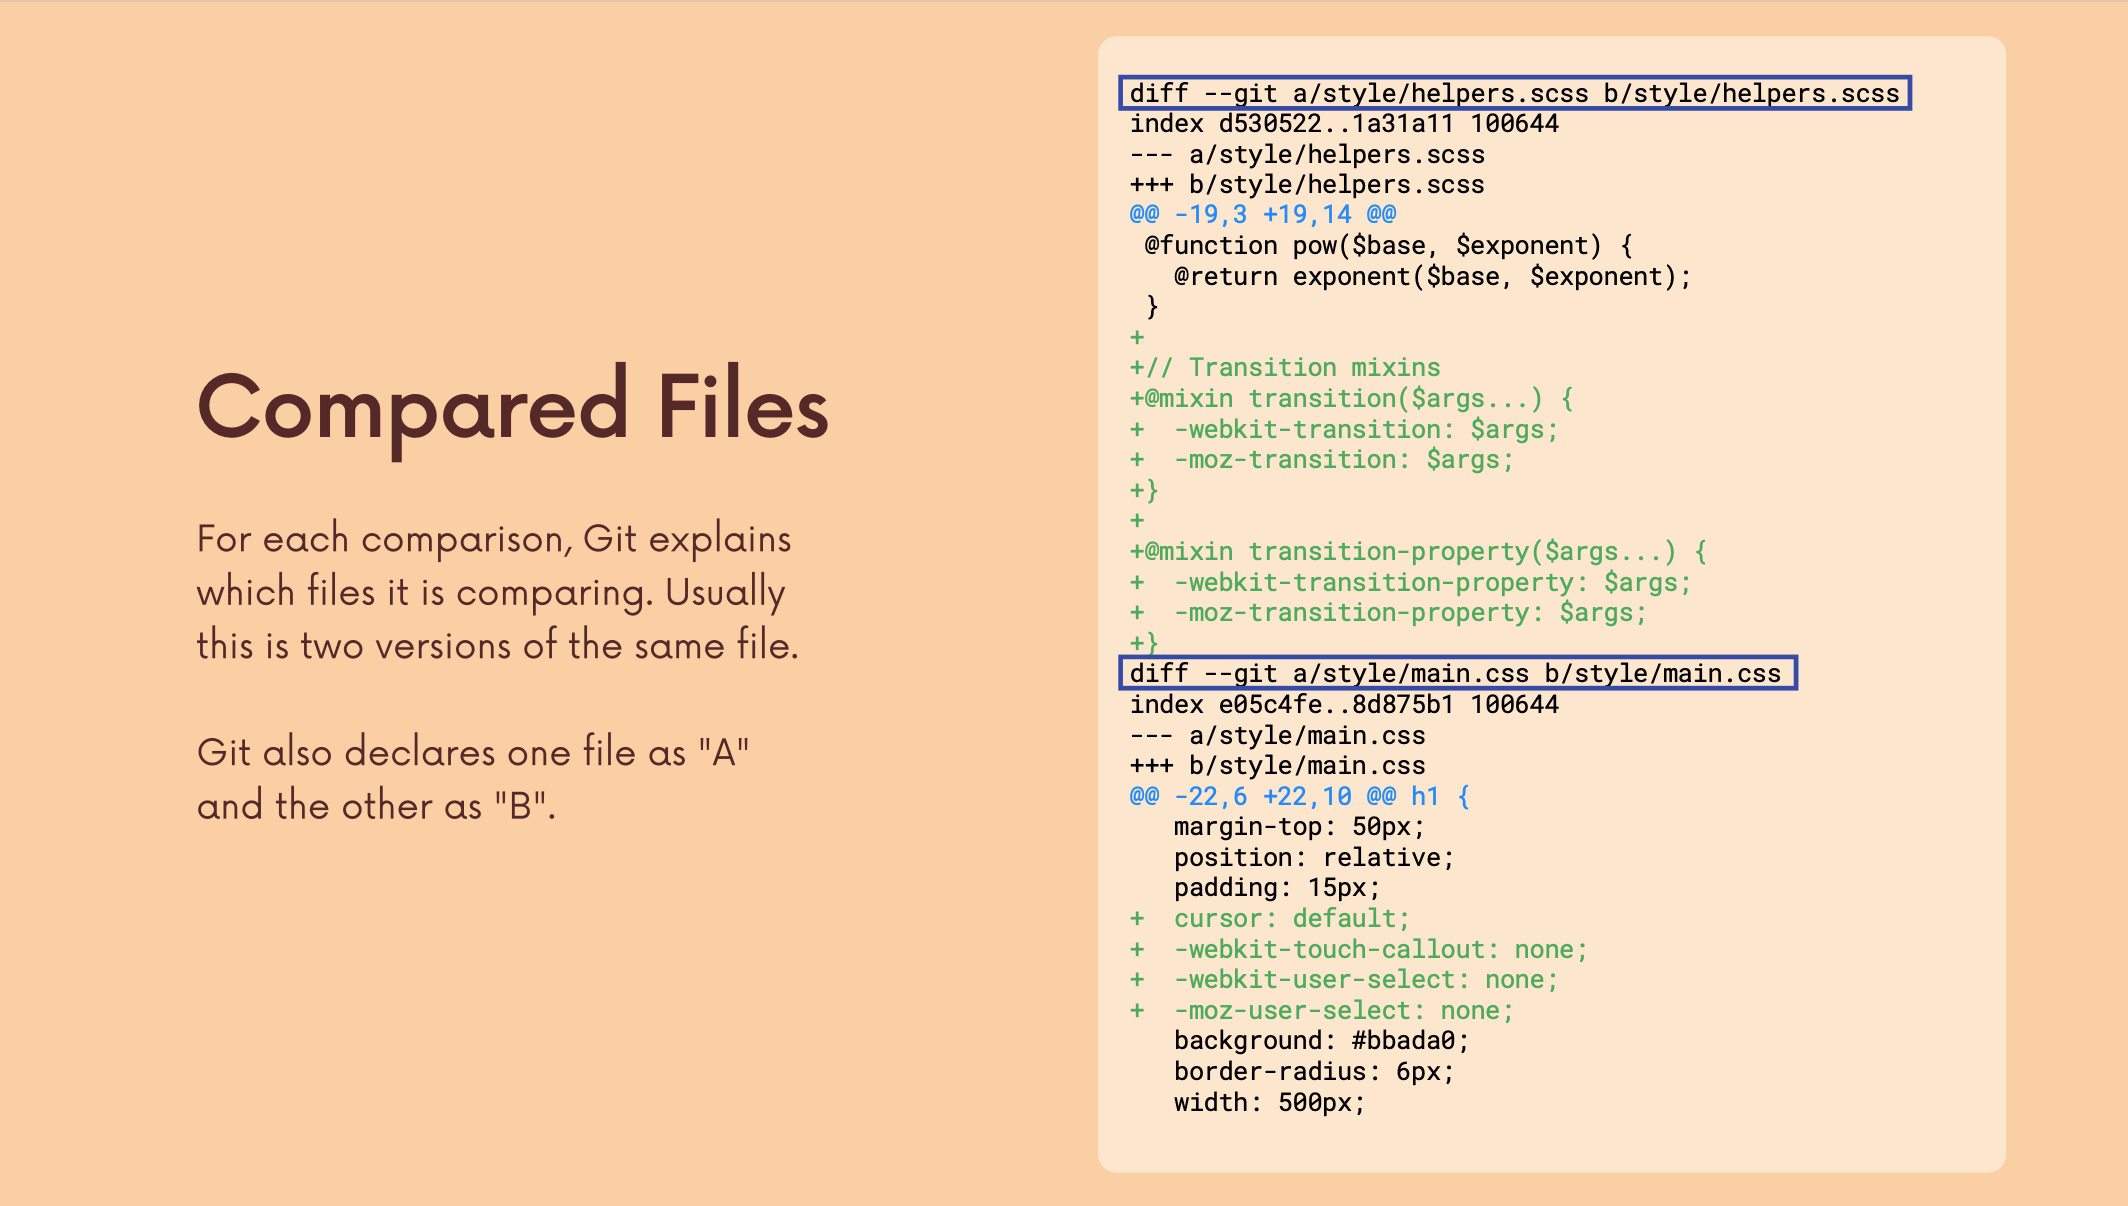 Compared Files
For each comparison, Git explains
which files it is comparing. Usually
this is two versions of the same file.
Git also declares one file as "A"
and the other as "B".
diff --git a/style/helpers.scss b/style/helpers.scss
index d530522..1a31a11 100644
--- a/style/helpers.scss
+++ b/style/helpers.scss
@@ -19,3 +19,14 @@
 @function pow($base, $exponent) {
   @return exponent($base, $exponent);
 }
+
+// Transition mixins
+@mixin transition($args...) {
+  -webkit-transition: $args;
+  -moz-transition: $args;
+}
+
+@mixin transition-property($args...) {
+  -webkit-transition-property: $args;
+  -moz-transition-property: $args;
+}
diff --git a/style/main.css b/style/main.css
index e05c4fe..8d875b1 100644
--- a/style/main.css
+++ b/style/main.css
@@ -22,6 +22,10 @@ h1 {
   margin-top: 50px;
   position: relative;
   padding: 15px;
+  cursor: default;
+  -webkit-touch-callout: none;
+  -webkit-user-select: none;
+  -moz-user-select: none;
   background: #bbada0;
   border-radius: 6px;
   width: 500px;